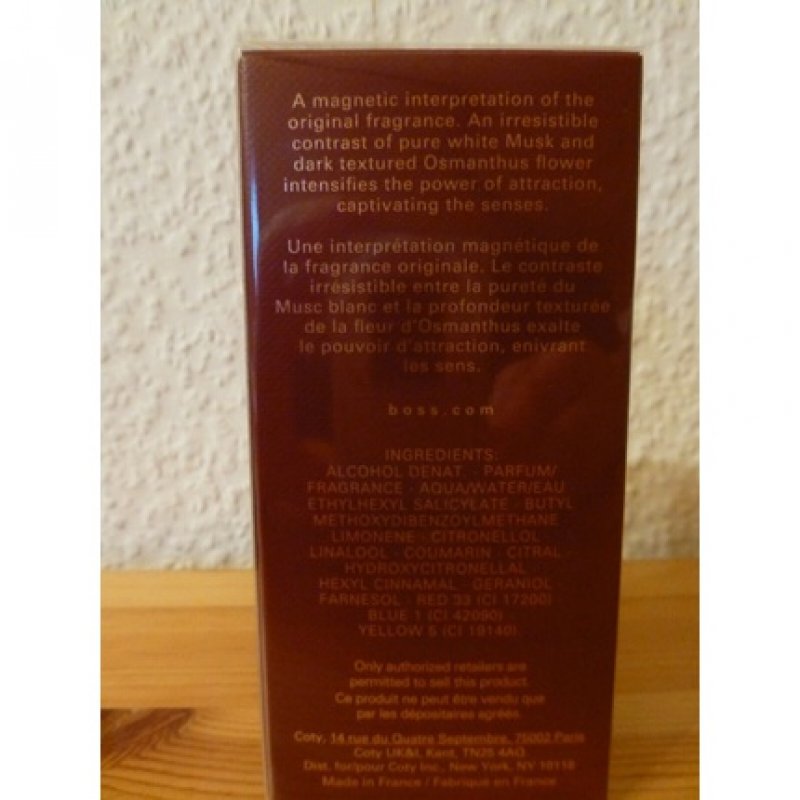 A magnetic interpretation of the
original fragrance. An irresistible
contrast of pure white Musk and
dark textured Osmanthus flower
intensifies the power of attraction,
captivating the senses.
Une interprétation magnétique de
la fragrance originale. Le contraste
irrésistible entre la pureté du
Musc blanc et la profondeur texturée
de la fleur d'Osmanthus exalte
le pouvoir d'attraction, enivrant
les sens.
boss.com
INGREDIENTS:
ALCOHOL DENAT. · PARFUM/
FRAGRANCE · AQUA/WATER/EAU ·
ETHYLHEXYL SALICYLATE · BUTYL
METHOXYDIBENZOYLMETHANE
LIMONENE · CITRONELLOL
LINALOOL · COUMARIN · CITRAL ·
HYDROXYCITRONELLAL
HEXYL CINNAMAL · GERANIOL ·
FARNESOL · RED 33 (CI 17200)
BLUE 1 (CI 42090) ·
YELLOW 5 (CI 19140)
Only authorized retailers are
permitted to sell this product.
Ce produit ne peut être vendu que
par les dépositaires agréés.
Coty, 14 rue du Quatre Septembre, 75002 Paris
Coty UK&I, Kent, TN25 4AQ.
Dist. for/pour Coty Inc., New York, NY 10118
Made in France / Fabriqué en France